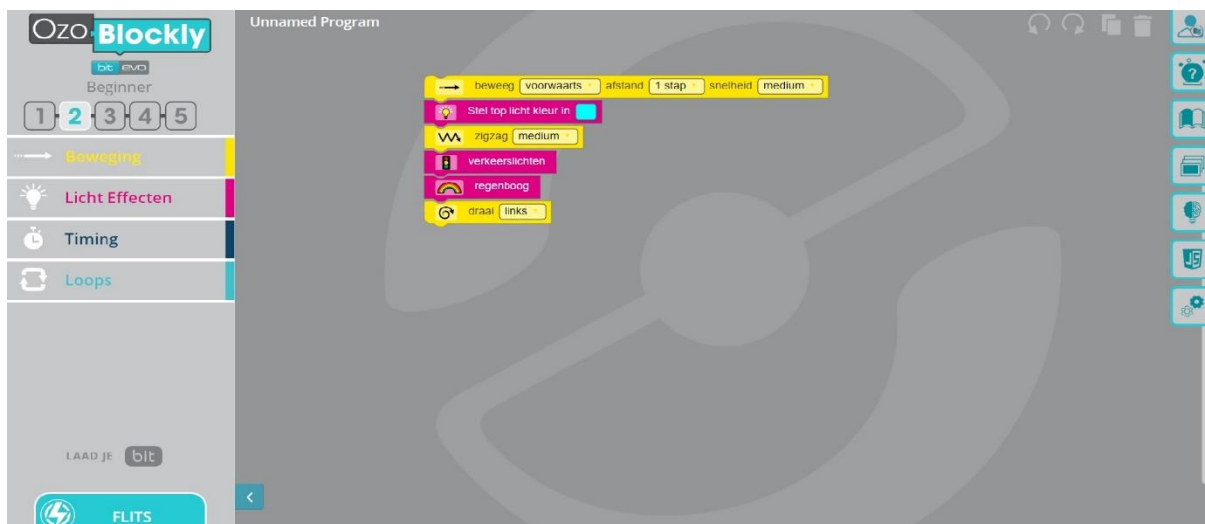 Ozo Blockly
bit evo
Beginner
1 2 3 4 5
Beweging
Licht Effecten
Timing
Loops
LAAD JE bit
FLITS
Unnamed Program
beweeg voorwaarts afstand 1 stap snelheid medium
Stel top licht kleur in
zigzag medium
verkeerslichten
regenboog
draai links
?
JS